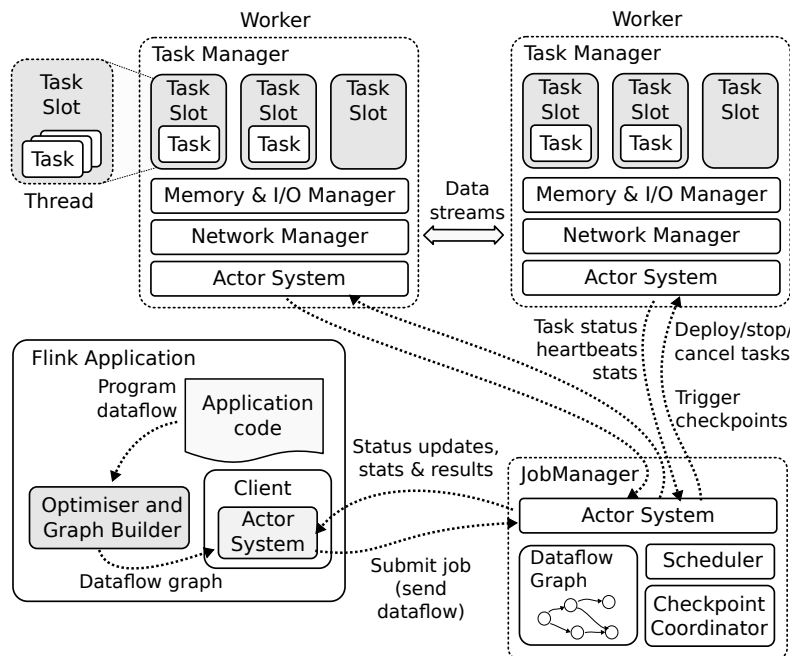 Worker
Task Manager
Task
Slot
Task
Thread
Task
Slot
Task
Task
Slot
Task
Task
Slot
Memory & I/O Manager
Network Manager
Actor System
Data
streams
Worker
Task Manager
Task
Slot
Task
Task
Slot
Task
Task
Slot
Memory & I/O Manager
Network Manager
Actor System
Task status
heartbeats
stats
Deploy/stop/
cancel tasks
Trigger
checkpoints
Flink Application
Program
dataflow
Application
code
Optimiser and
Graph Builder
Client
Actor
System
Dataflow graph
Status updates,
stats & results
Submit job
(send
dataflow)
JobManager
Actor System
Dataflow
Graph
Scheduler
Checkpoint
Coordinator